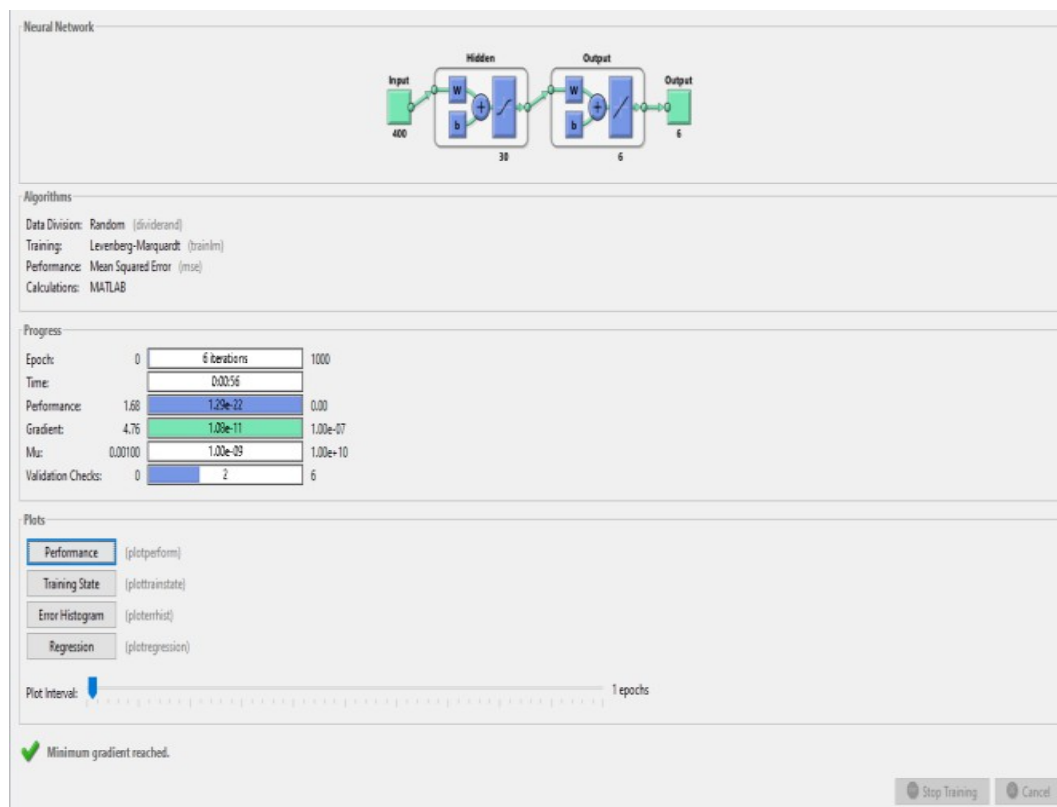 Neural Network
Hidden
Output
Input
Output
W
W
+
+
b
b
400
6
30
6
Algorithms
Data Division: Random (dividerand)
Training: Levenberg-Marquardt (trainlm)
Performance: Mean Squared Error (mse)
Calculations: MATLAB
Progress
Epoch: 0 6 iterations 1000
Time: 0:00:56
Performance: 1.68 1.29e-22 0.00
Gradient: 4.76 1.08e-11 1.00e-07
Mu: 0.00100 1.00e-09 1.00e+10
Validation Checks: 0 2 6
Plots
Performance (plotperform)
Training State (plottrainstate)
Error Histogram (ploterrhist)
Regression (plotregression)
Plot Interval: 1 epochs
Minimum gradient reached.
Stop Training Cancel